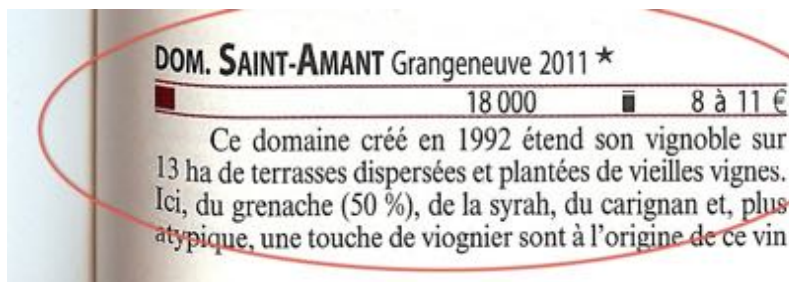 DOM. SAINT-AMANT Grangeneuve 2011 ★
18 000 8 à 11 €
Ce domaine créé en 1992 étend son vignoble sur
13 ha de terrasses dispersées et plantées de vieilles vignes.
Ici, du grenache (50 %), de la syrah, du carignan et, plus
atypique, une touche de viognier sont à l'origine de ce vin